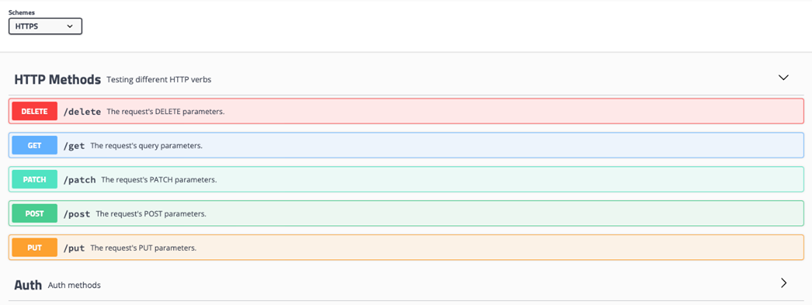 Schemes
HTTPS
HTTP Methods Testing different HTTP verbs
DELETE /delete The request's DELETE parameters.
GET /get The request's query parameters.
PATCH /patch The request's PATCH parameters.
POST /post The request's POST parameters.
PUT /put The request's PUT parameters.
Auth Auth methods